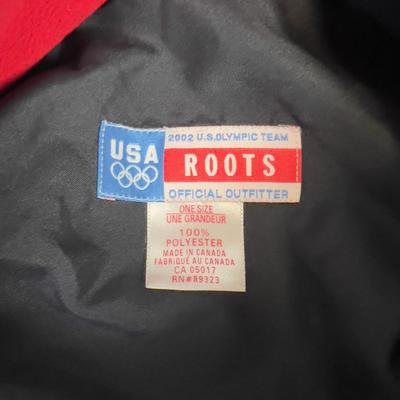 2002 U.S.OLYMPIC TEAM
USA
ROOTS
OFFICIAL OUTFITTER
ONE SIZE
UNE GRANDEUR
100%
POLYESTER
MADE IN CANADA
FABRIQUÉ AU CANADA
CA 05017
RN#89323